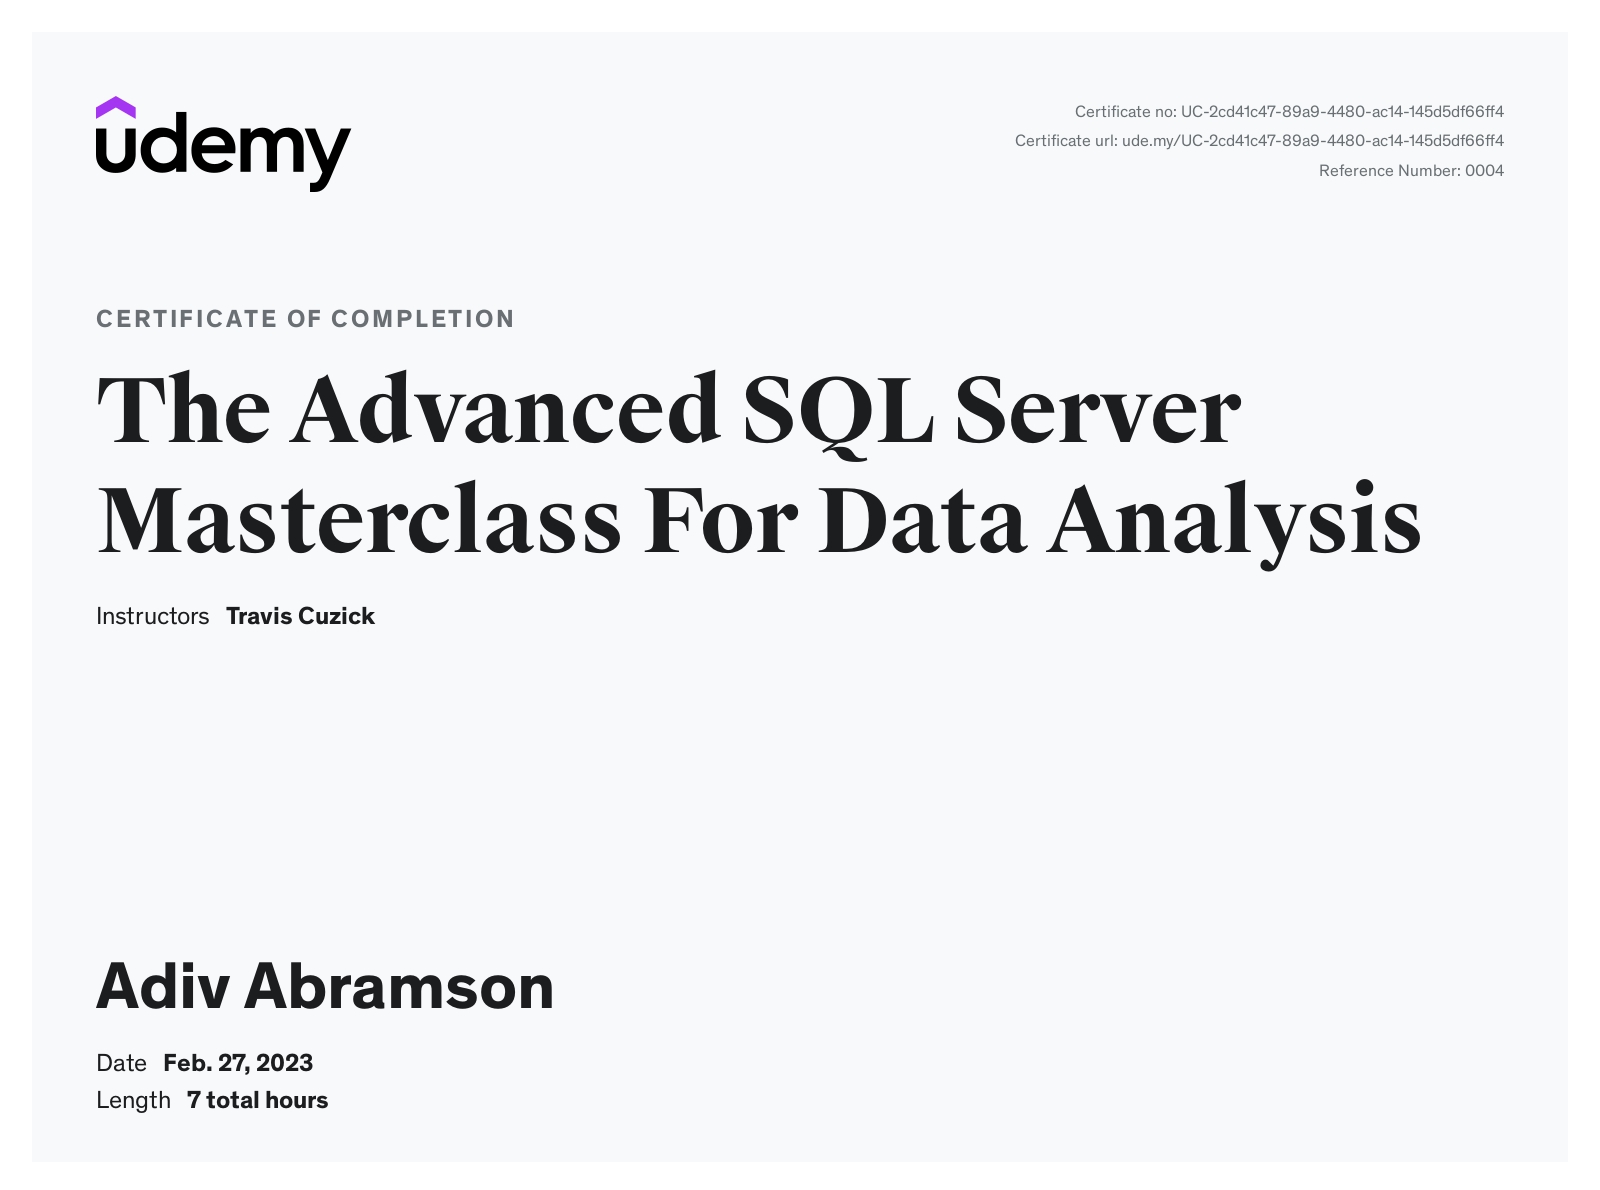 udemy
Certificate no: UC-2cd41c47-89a9-4480-ac14-145d5df66ff4
Certificate url: ude.my/UC-2cd41c47-89a9-4480-ac14-145d5df66ff4
Reference Number: 0004
CERTIFICATE OF COMPLETION
The Advanced SQL Server
Masterclass For Data Analysis
Instructors Travis Cuzick
Adiv Abramson
Date Feb. 27, 2023
Length 7 total hours